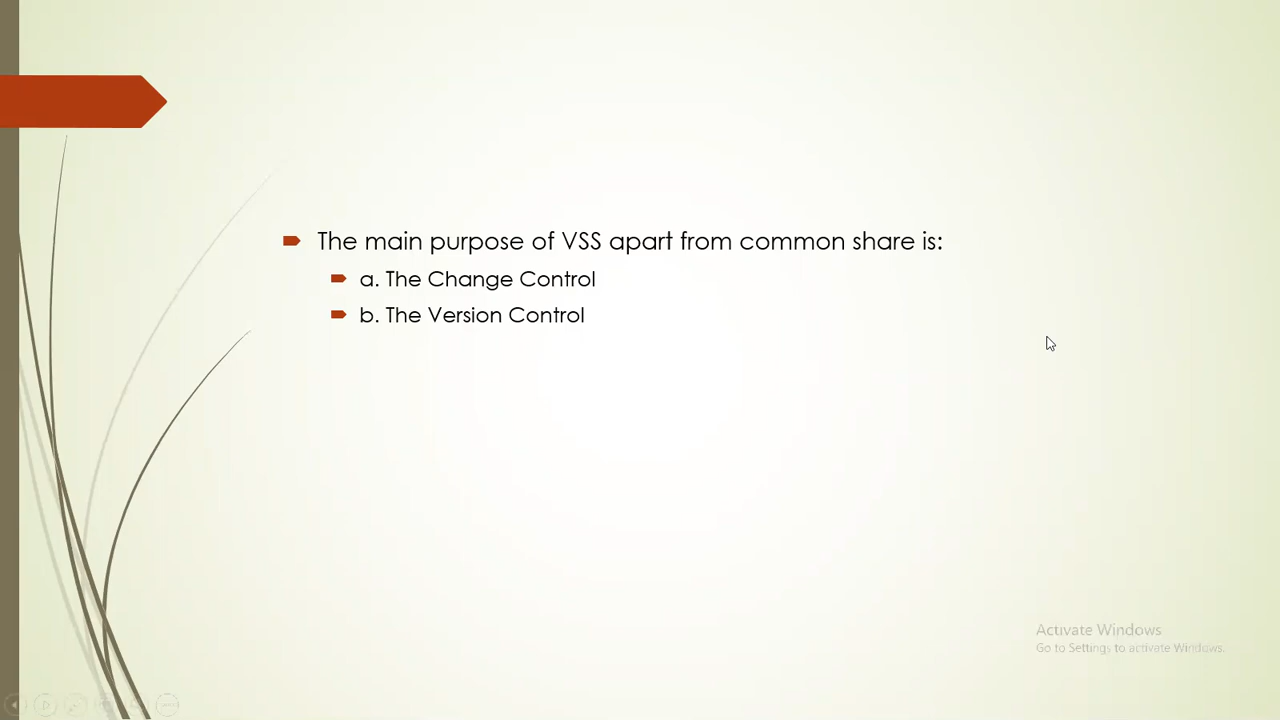 The main purpose of VSS apart from common share is:
a. The Change Control
b. The Version Control
Activate Windows
Go to Settings to activate Windows.